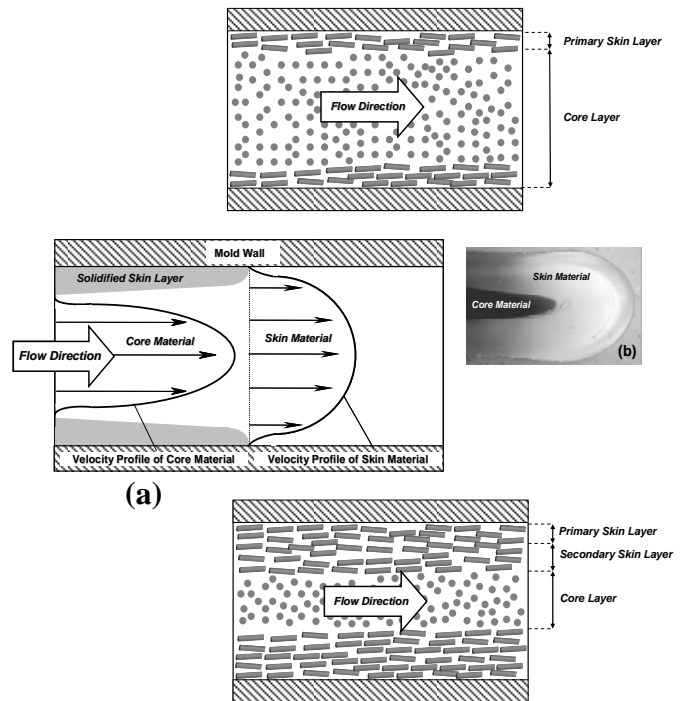 Primary Skin Layer
Flow Direction
Core Layer
Mold Wall
Solidified Skin Layer
Core Material
Skin Material
Flow Direction
Velocity Profile of Core Material
Velocity Profile of Skin Material
(a)
Skin Material
Core Material
(b)
Primary Skin Layer
Secondary Skin Layer
Flow Direction
Core Layer